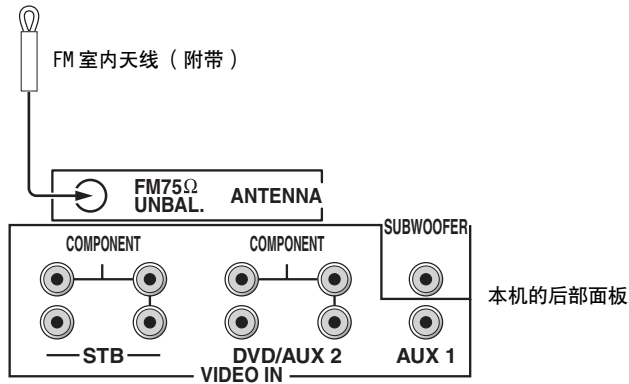 FM 室内天线（附带）
FM75Ω
UNBAL.
ANTENNA
SUBWOOFER
COMPONENT
COMPONENT
本机的后部面板
STB
DVD/AUX 2
AUX 1
VIDEO IN